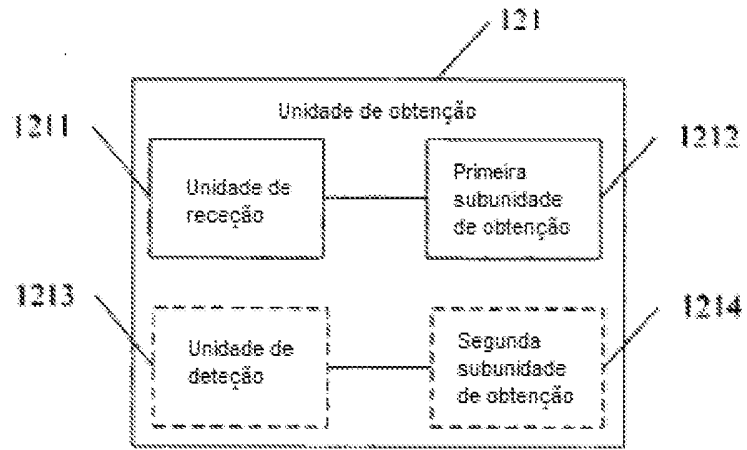 121
Unidade de obtenção
1211
1212
Unidade de
receção
Primeira
subunidade
de obtenção
1213
1214
Unidade de
deteção
Segunda
subunidade
de obtenção